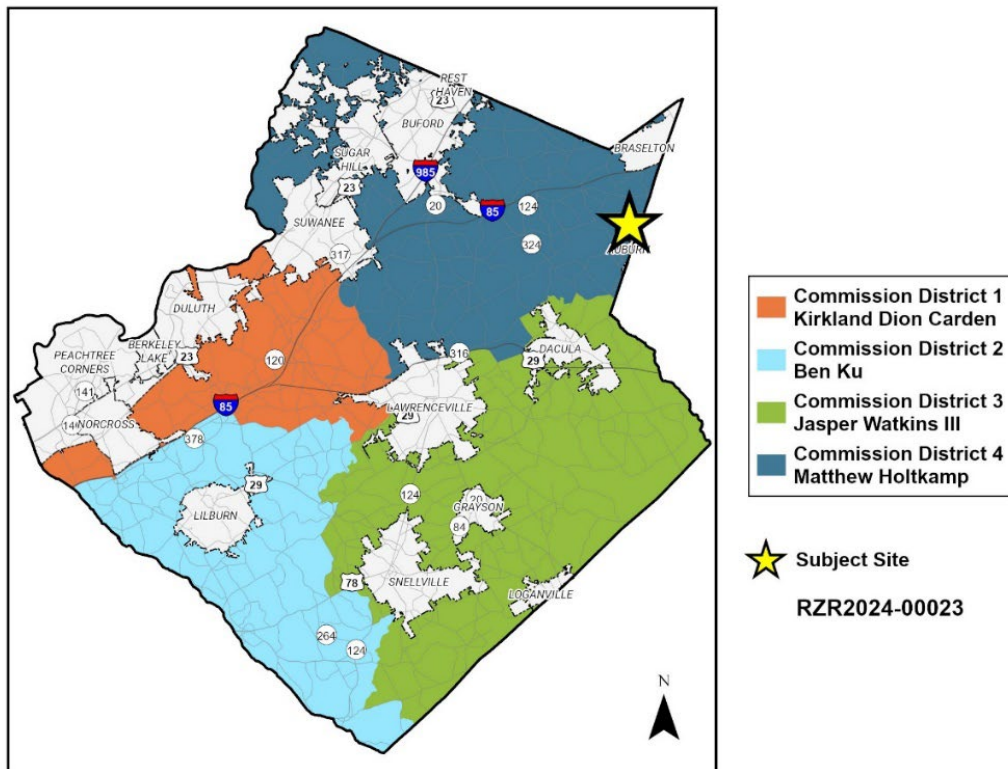 REST
HAVEN
23
BUFORD
BRASELTON
SUGAR
HILL
985
23
20
85
124
SUWANEE
AUBURN
317
324
DULUTH
BERKELEY
LAKE
PEACHTREE
CORNERS
23
120
316
29
DACULA
141
85
LAWRENCEVILLE
29
14
NORCROSS
378
29
LILBURN
124
20
GRAYSON
84
78
SNELLVILLE
LOGANVILLE
264
124
N
Commission District 1
Kirkland Dion Carden
Commission District 2
Ben Ku
Commission District 3
Jasper Watkins III
Commission District 4
Matthew Holtkamp
Subject Site
RZR2024-00023